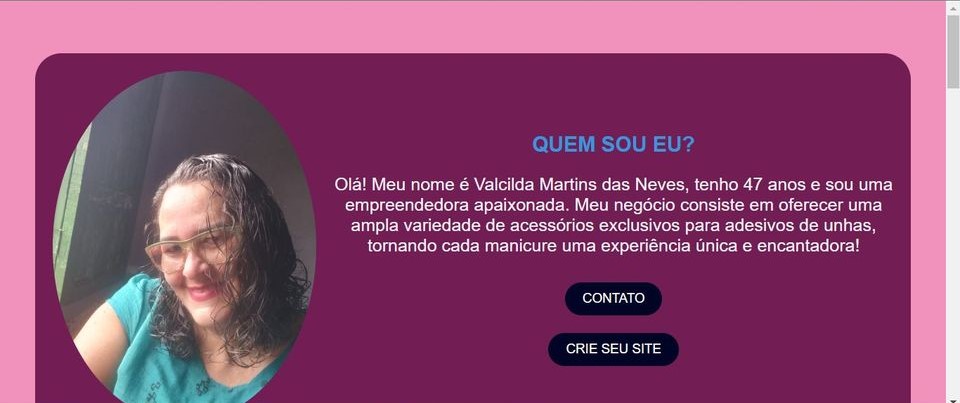 QUEM SOU EU?
Olá! Meu nome é Valcilda Martins das Neves, tenho 47 anos e sou uma
empreendedora apaixonada. Meu negócio consiste em oferecer uma
ampla variedade de acessórios exclusivos para adesivos de unhas,
tornando cada manicure uma experiência única e encantadora!
CONTATO
CRIE SEU SITE